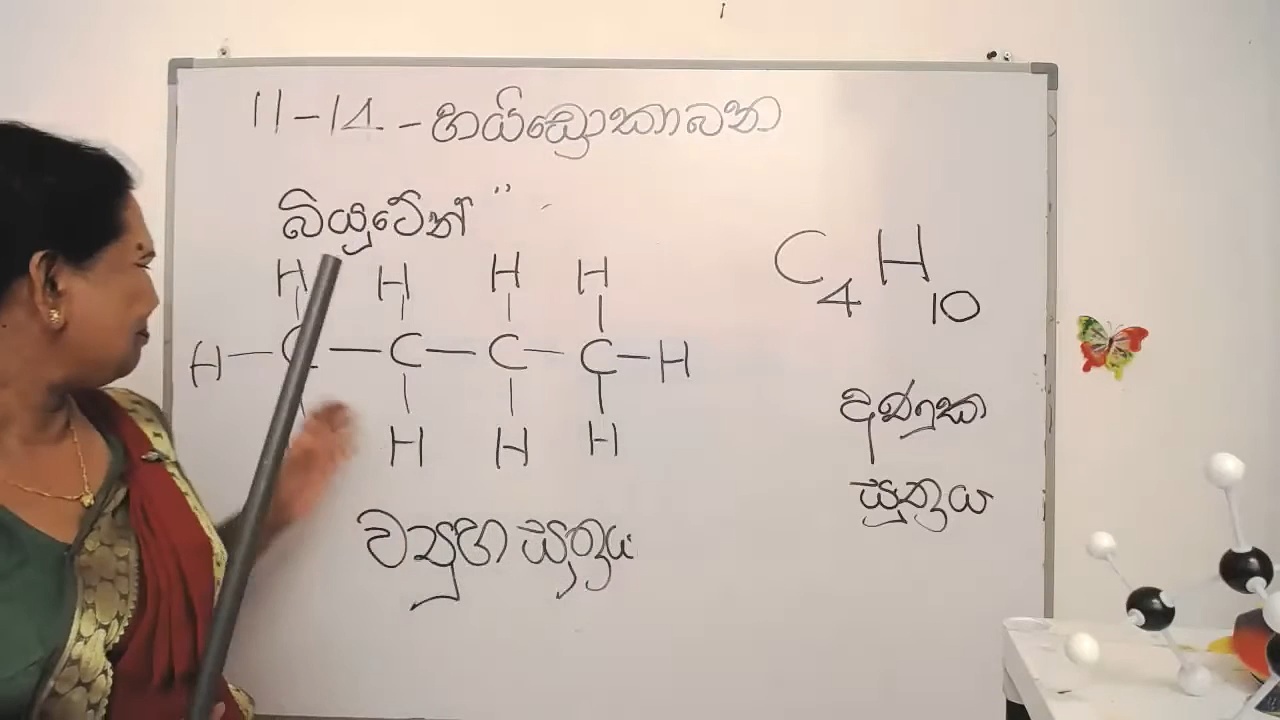 11-14 - හයිඩ්‍රොකාබන
බියුටේන් "
H H H H
H — C — C — C — C — H
H H H
ව්‍යුහ සූත්‍රය
C4H10
අණුක
සූත්‍රය